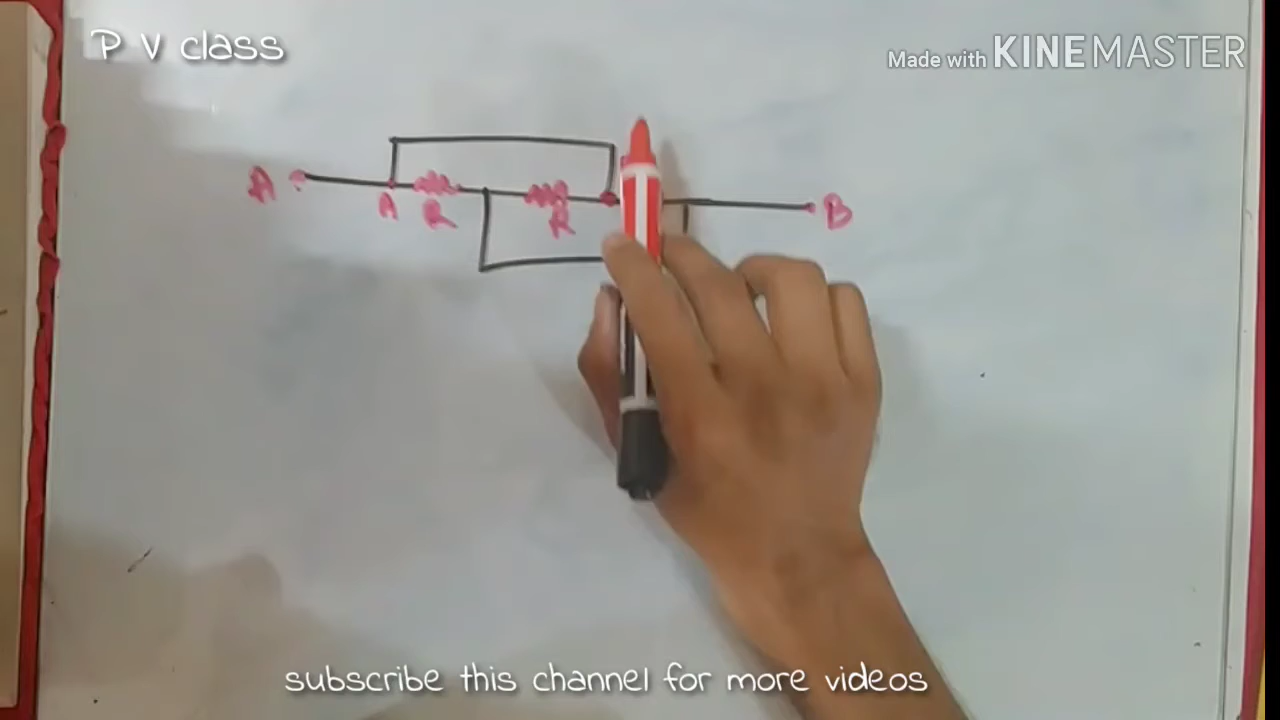 P V class
Made with KINEMASTER
A
A
R
R
B
subscribe this channel for more videos